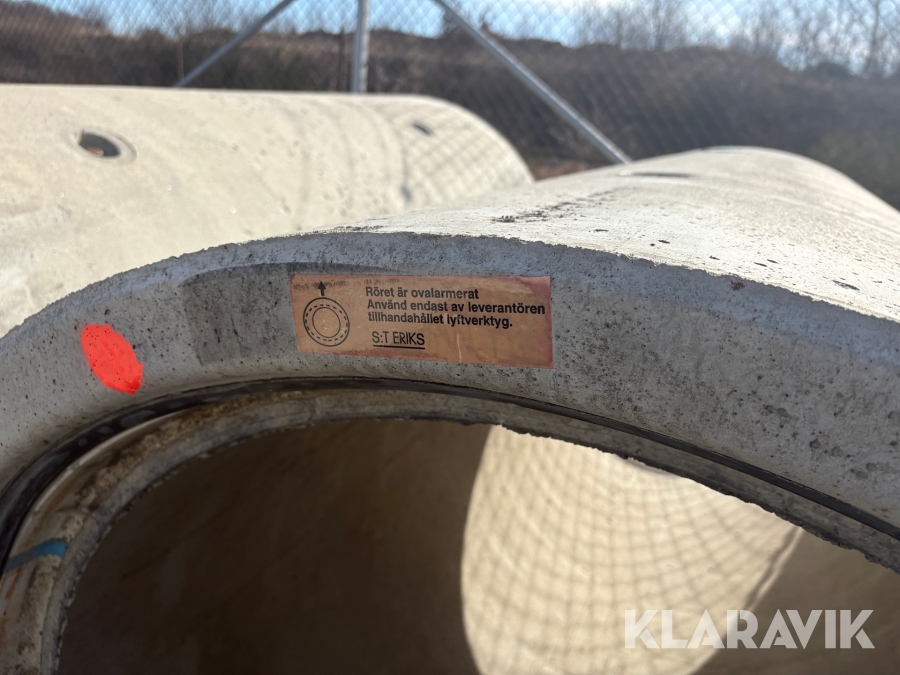 Röret är ovalarmerat
Använd endast av leverantören
tillhandahållet lyftverktyg.
S:T ERIKS
KLARAVIK